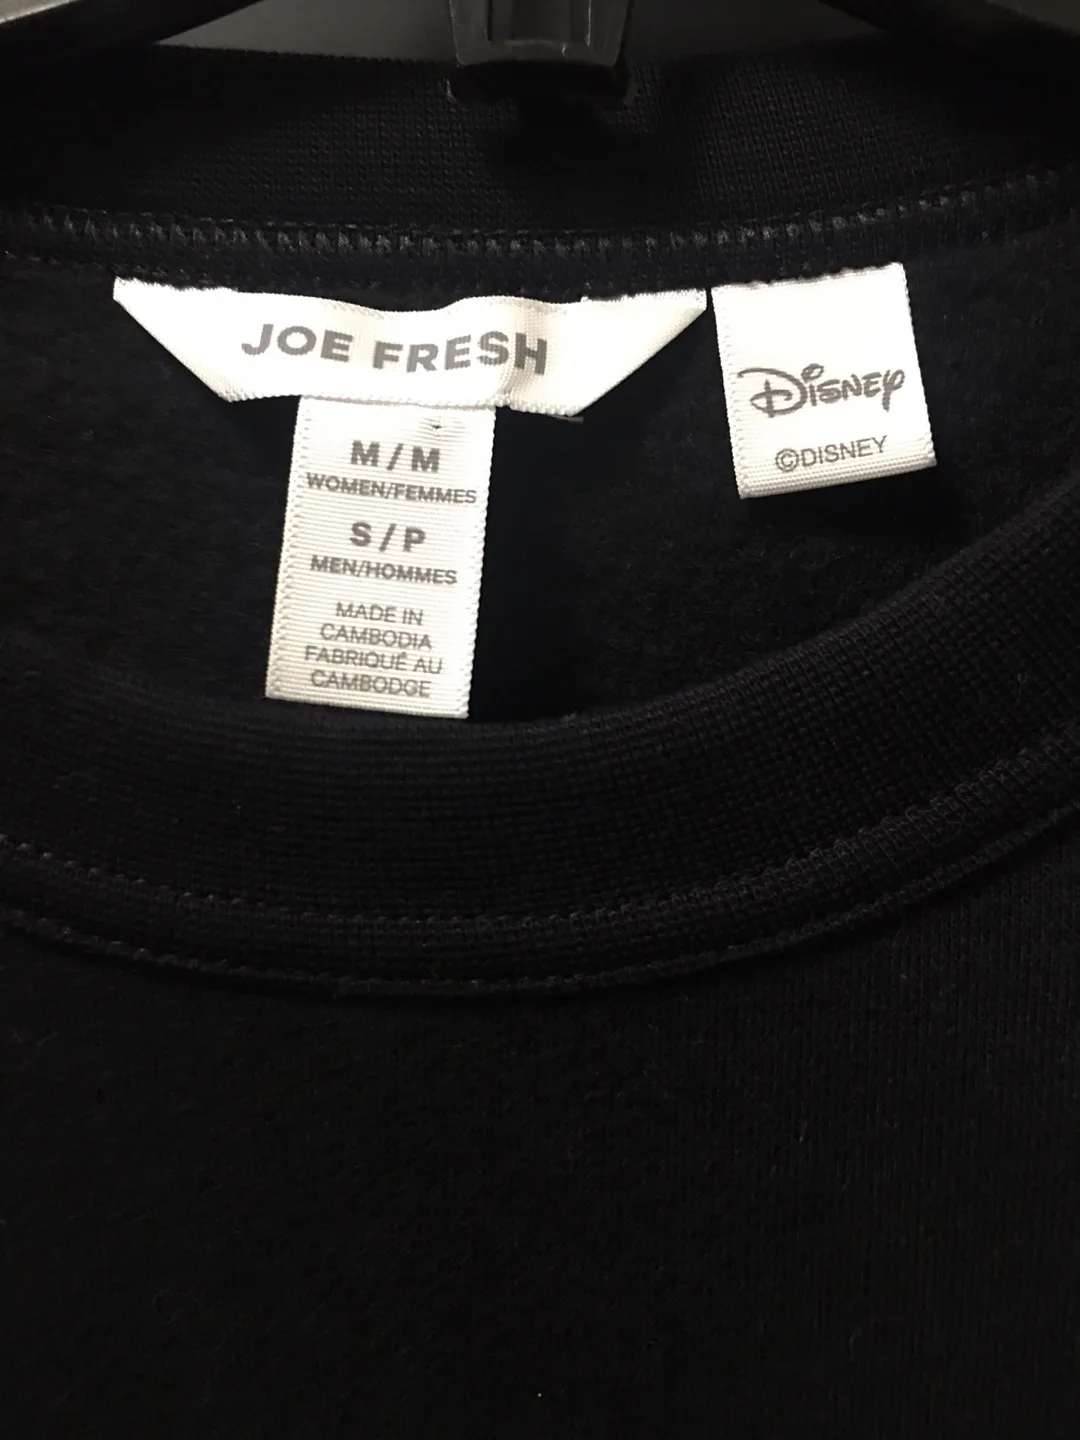 JOE FRESH
M / M
WOMEN/FEMMES
S / P
MEN/HOMMES
MADE IN
CAMBODIA
FABRIQUÉ AU
CAMBODGE
Disney
©DISNEY